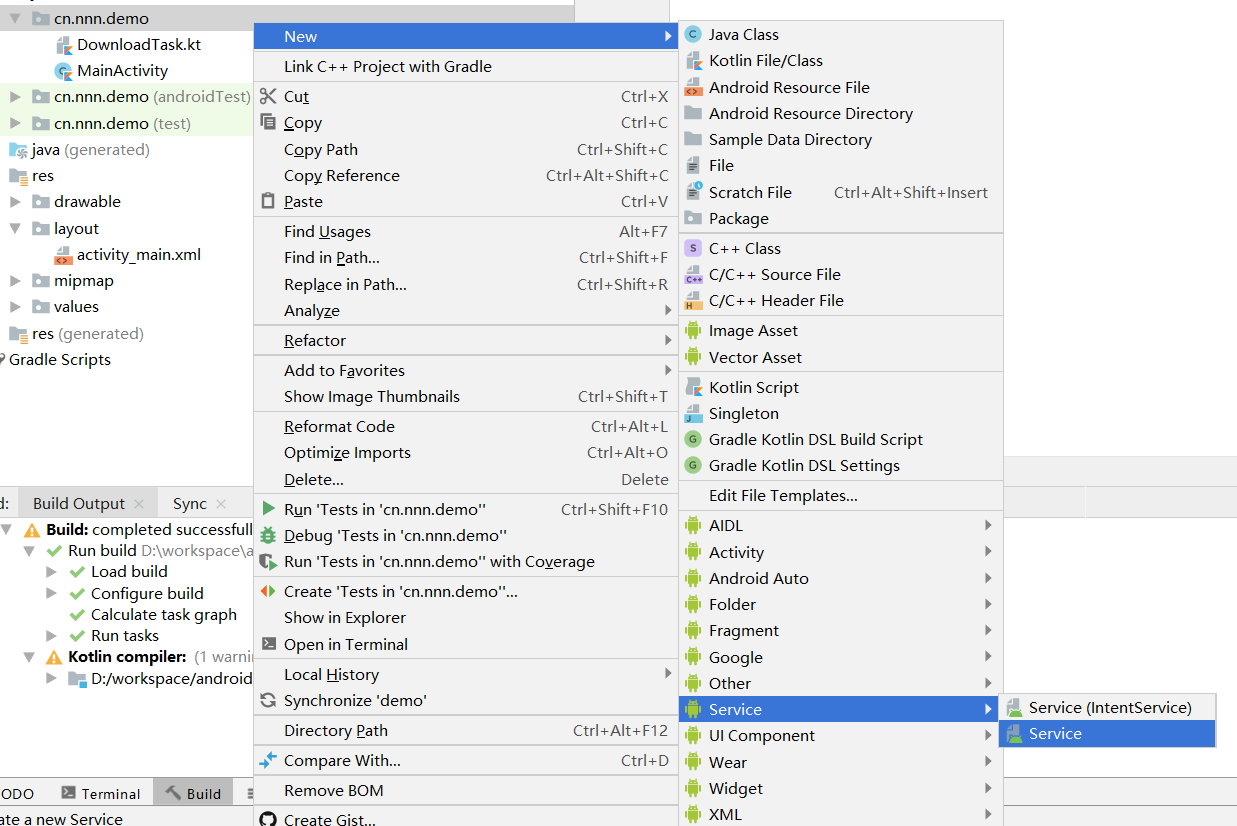 cn.nnn.demo
DownloadTask.kt
MainActivity
cn.nnn.demo (androidTest)
cn.nnn.demo (test)
java (generated)
res
drawable
layout
activity_main.xml
mipmap
values
res (generated)
Gradle Scripts
New
Link C++ Project with Gradle
Cut Ctrl+X
Copy Ctrl+C
Copy Path Ctrl+Shift+C
Copy Reference Ctrl+Alt+Shift+C
Paste Ctrl+V
Find Usages Alt+F7
Find in Path... Ctrl+Shift+F
Replace in Path... Ctrl+Shift+R
Analyze
Refactor
Add to Favorites
Show Image Thumbnails Ctrl+Shift+T
Reformat Code Ctrl+Alt+L
Optimize Imports Ctrl+Alt+O
Delete... Delete
Run 'Tests in 'cn.nnn.demo'' Ctrl+Shift+F10
Debug 'Tests in 'cn.nnn.demo''
Run 'Tests in 'cn.nnn.demo'' with Coverage
Create 'Tests in 'cn.nnn.demo''...
Show in Explorer
Open in Terminal
Local History
Synchronize 'demo'
Directory Path Ctrl+Alt+F12
Compare With... Ctrl+D
Remove BOM
Create Gist...
Java Class
Kotlin File/Class
Android Resource File
Android Resource Directory
Sample Data Directory
File
Scratch File Ctrl+Alt+Shift+Insert
Package
C++ Class
C/C++ Source File
C/C++ Header File
Image Asset
Vector Asset
Kotlin Script
Singleton
Gradle Kotlin DSL Build Script
Gradle Kotlin DSL Settings
Edit File Templates...
AIDL
Activity
Android Auto
Folder
Fragment
Google
Other
Service
UI Component
Wear
Widget
XML
Service (IntentService)
Service
d: Build Output Sync
Build: completed successfull
Run build D:\workspace\a
Load build
Configure build
Calculate task graph
Run tasks
Kotlin compiler: (1 warni
D:/workspace/android
ODO Terminal Build
ate a new Service